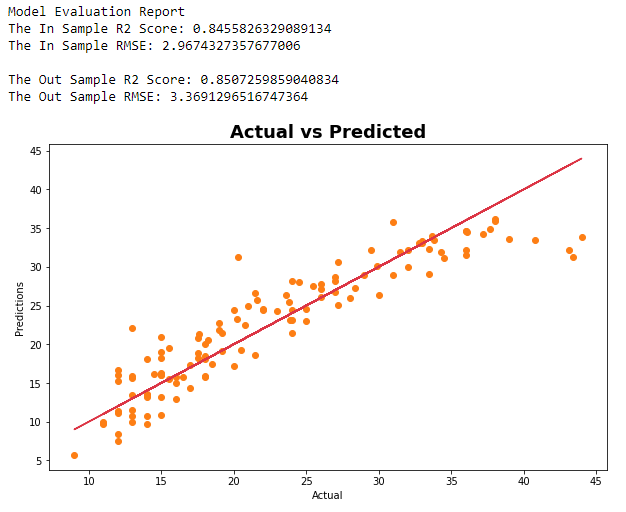 Model Evaluation Report
The In Sample R2 Score: 0.8455826329089134
The In Sample RMSE: 2.9674327357677006
The Out Sample R2 Score: 0.8507259859040834
The Out Sample RMSE: 3.3691296516747364
Actual vs Predicted
45
40
35
30
25
20
15
10
5
Predictions
10 15 20 25 30 35 40 45
Actual